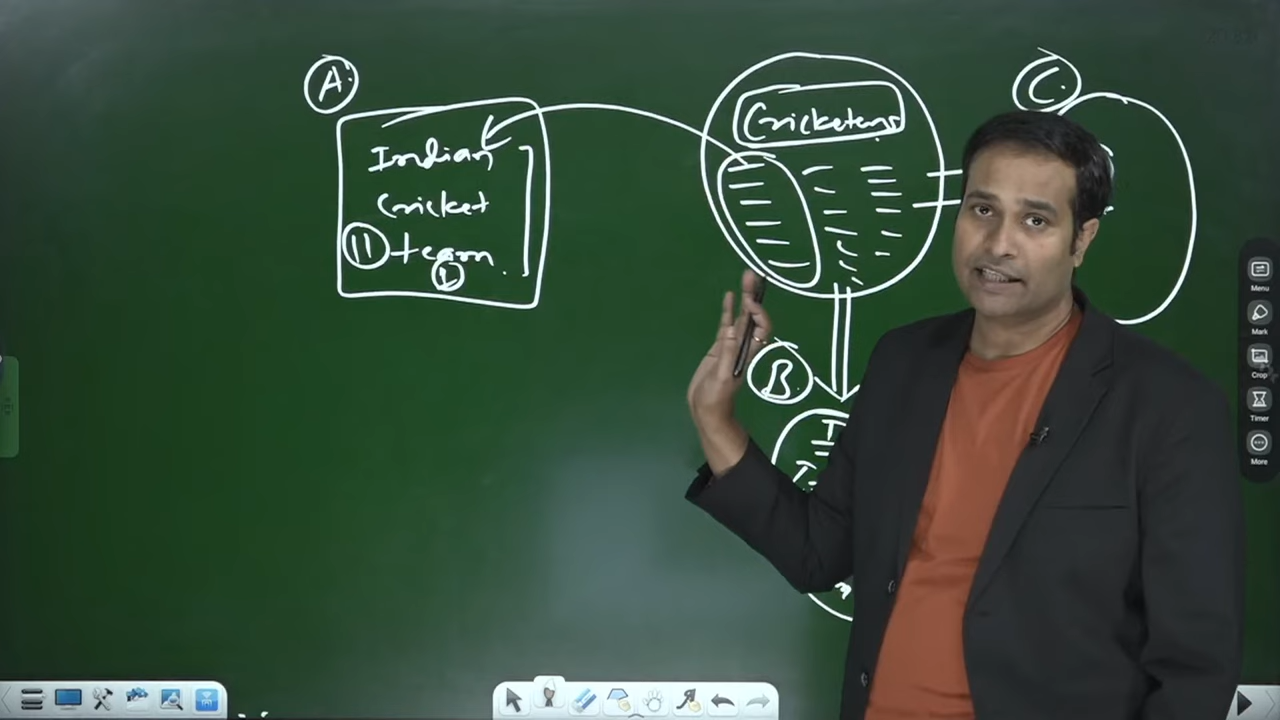 A.
Indian
Cricket
11 team.
Cricketers
C.
B.
Menu
Mark
Crop
Timer
More